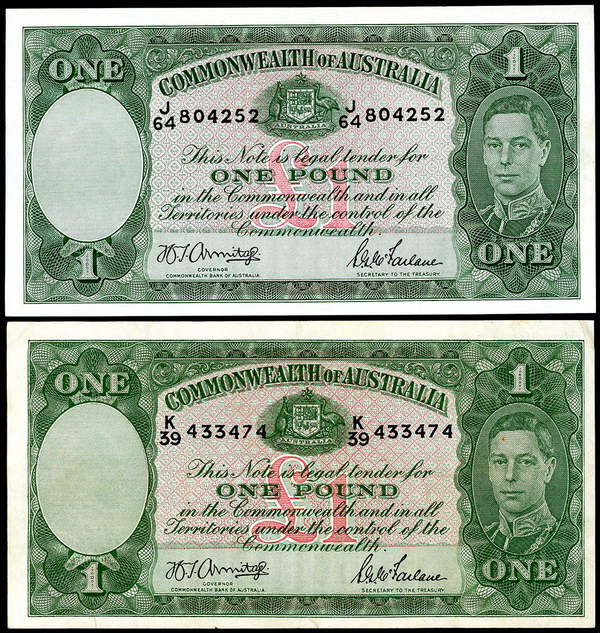 ONE 1
COMMONWEALTH OF AUSTRALIA
J/64 804252 J/64 804252
AUSTRALIA
This Note is legal tender for
£1
ONE POUND
in the Commonwealth and in all
Territories under the control of the
Commonwealth.
H.T. Armitage R. McFarlane
GOVERNOR SECRETARY TO THE TREASURY.
COMMONWEALTH BANK OF AUSTRALIA.
1 ONE
ONE 1
COMMONWEALTH OF AUSTRALIA
K/39 433474 K/39 433474
AUSTRALIA
This Note is legal tender for
£1
ONE POUND
in the Commonwealth and in all
Territories under the control of the
Commonwealth.
H.T. Armitage R. McFarlane
GOVERNOR SECRETARY TO THE TREASURY.
COMMONWEALTH BANK OF AUSTRALIA.
1 ONE